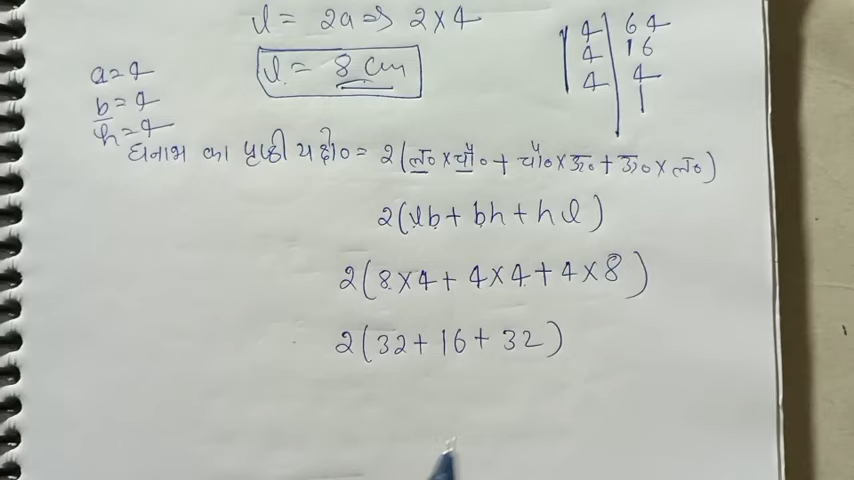 l = 2a ⇒ 2×4
l = 8 cm
4 | 64
4 | 16
4 | 4
1
a=4
b=4
h=4
घनाभ का पृष्ठीय क्षे० = 2(ल० × चौ० + चौ० × ऊ० + ऊ० × ल०)
2(lb + bh + hl)
2(8×4 + 4×4 + 4×8)
2(32 + 16 + 32)